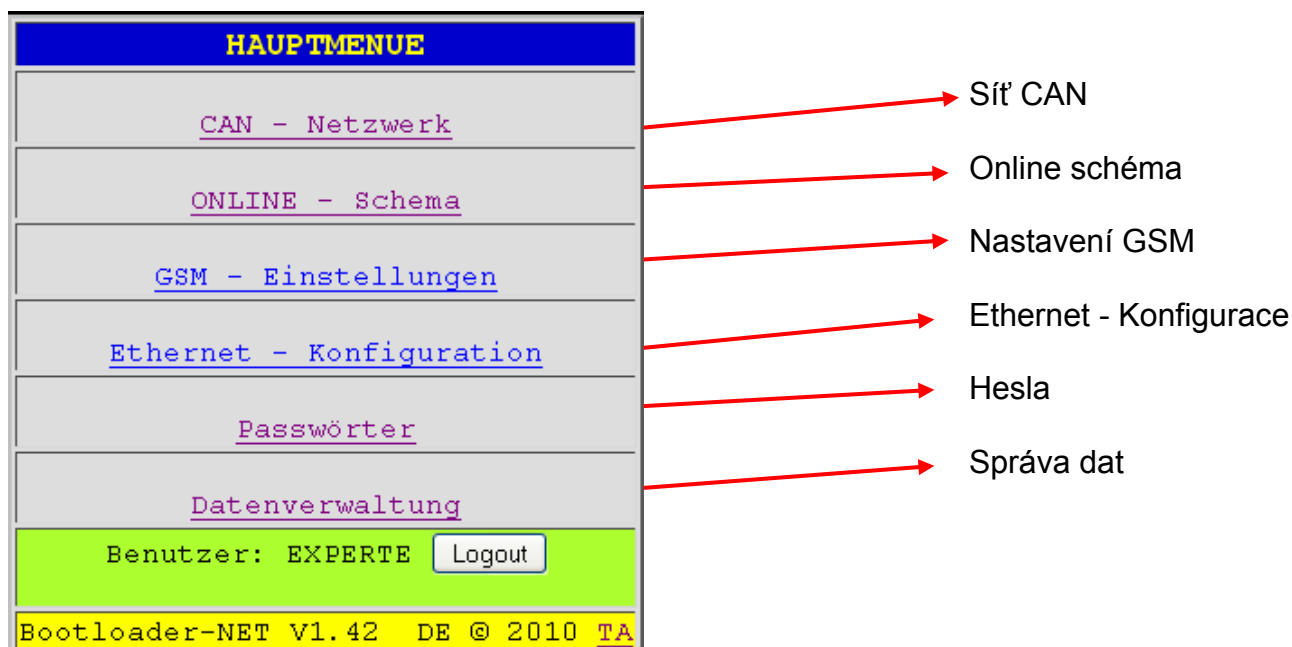 HAUPTMENUE
CAN - Netzwerk
ONLINE - Schema
GSM - Einstellungen
Ethernet - Konfiguration
Passwörter
Datenverwaltung
Benutzer: EXPERTE Logout
Bootloader-NET V1.42 DE © 2010 TA
Síť CAN
Online schéma
Nastavení GSM
Ethernet - Konfigurace
Hesla
Správa dat